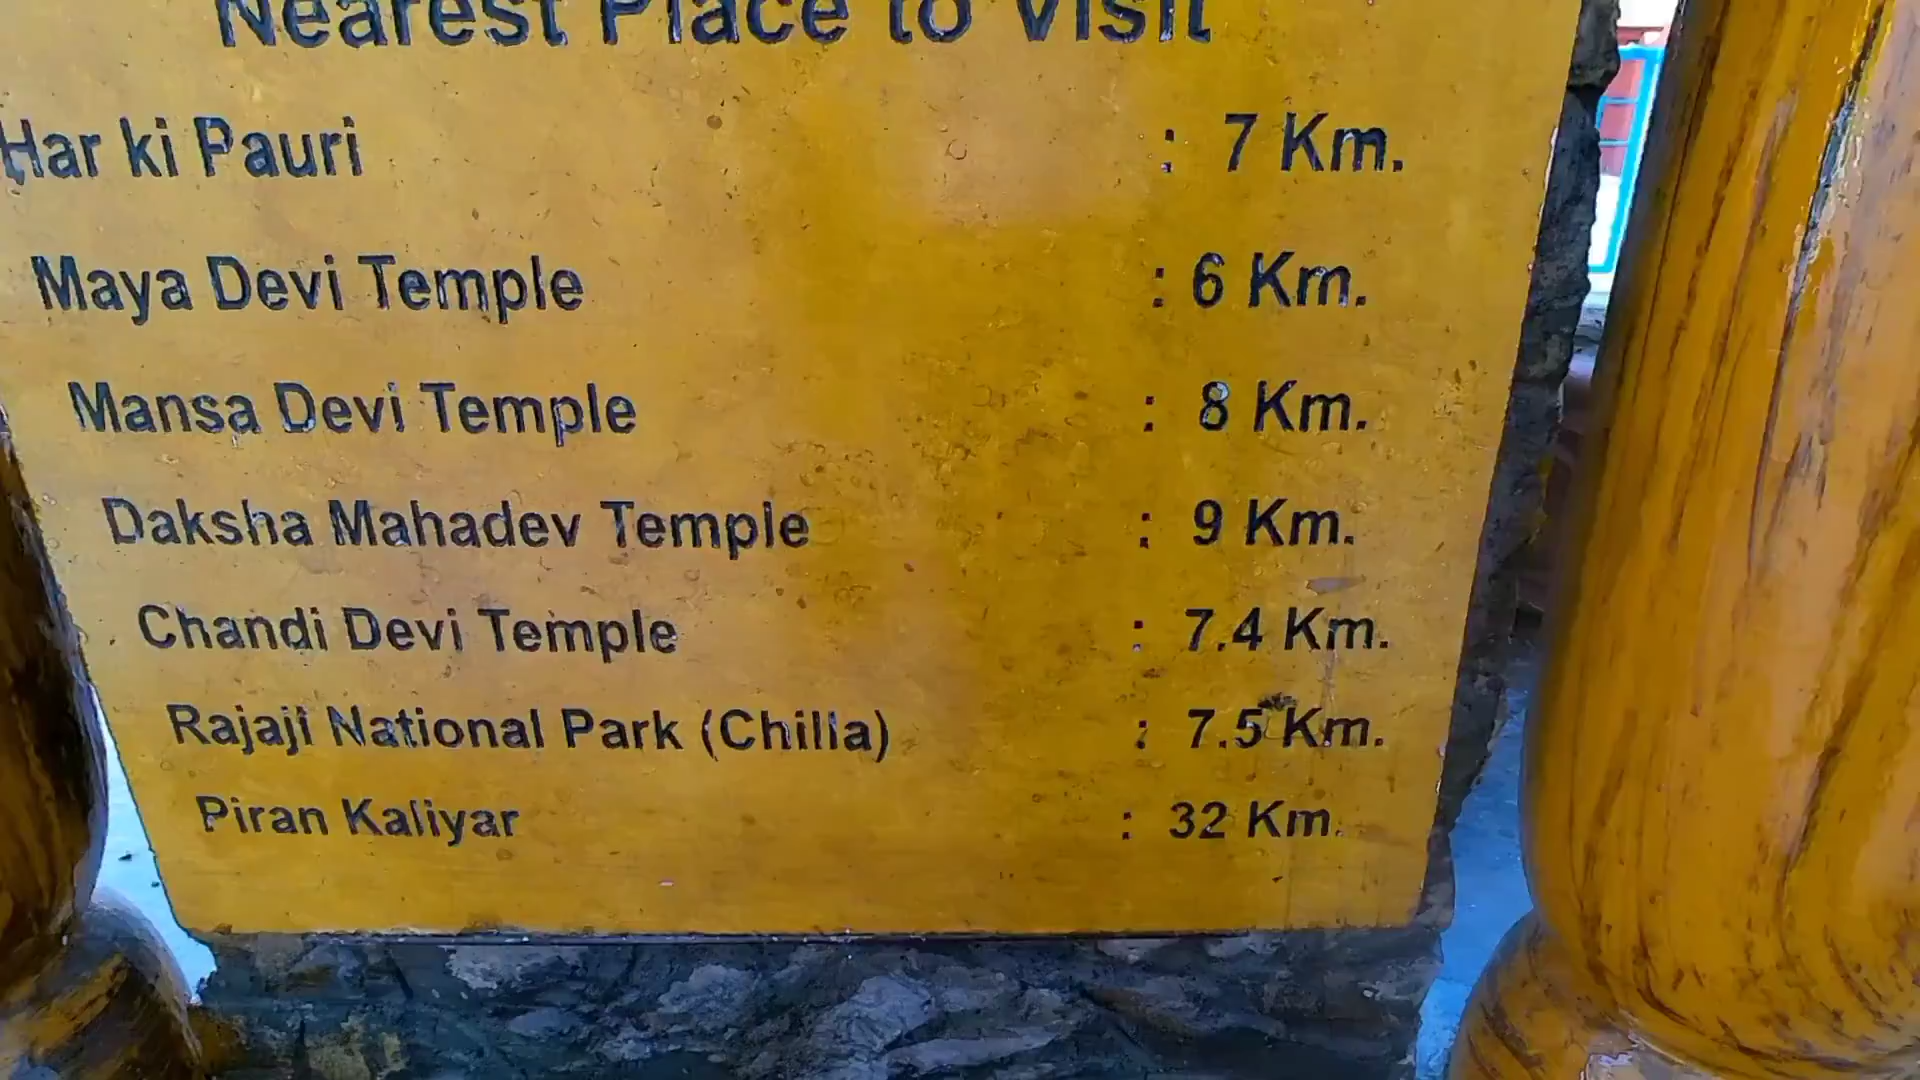 Nearest Place to Visit
Har ki Pauri : 7 Km.
Maya Devi Temple : 6 Km.
Mansa Devi Temple : 8 Km.
Daksha Mahadev Temple : 9 Km.
Chandi Devi Temple : 7.4 Km.
Rajaji National Park (Chilla) : 7.5 Km.
Piran Kaliyar : 32 Km.